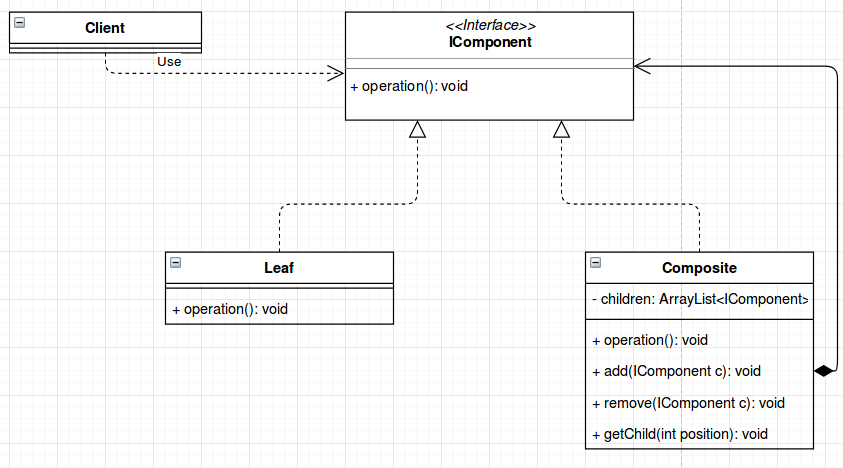 Client
Use
<<Interface>>
IComponent
+ operation(): void
Leaf
+ operation(): void
Composite
- children: ArrayList<IComponent>
+ operation(): void
+ add(IComponent c): void
+ remove(IComponent c): void
+ getChild(int position): void